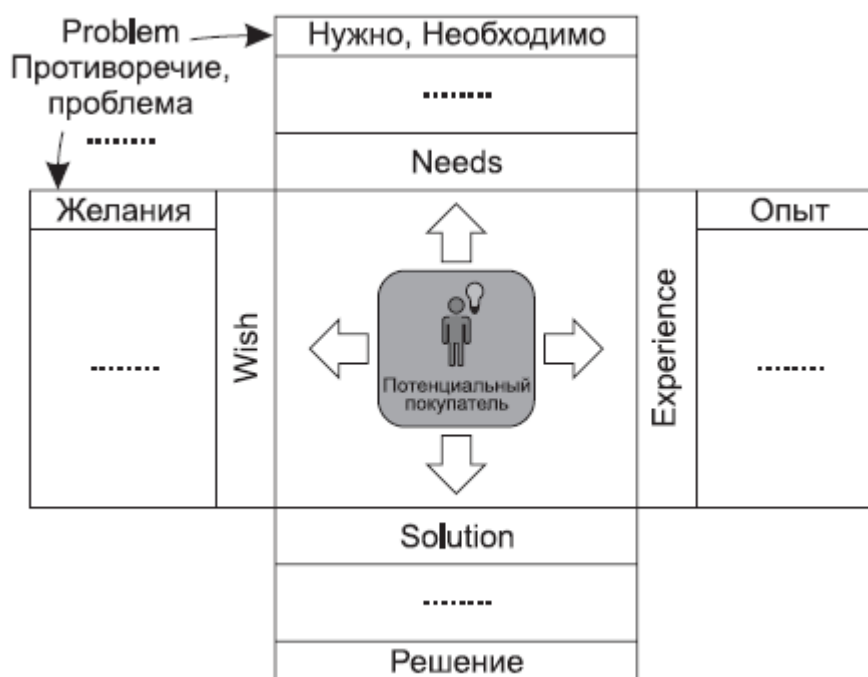 Problem
Противоречие,
проблема
........
Нужно, Необходимо
........
Needs
Желания
........
Wish
Потенциальный
покупатель
Experience
Опыт
........
Solution
........
Решение